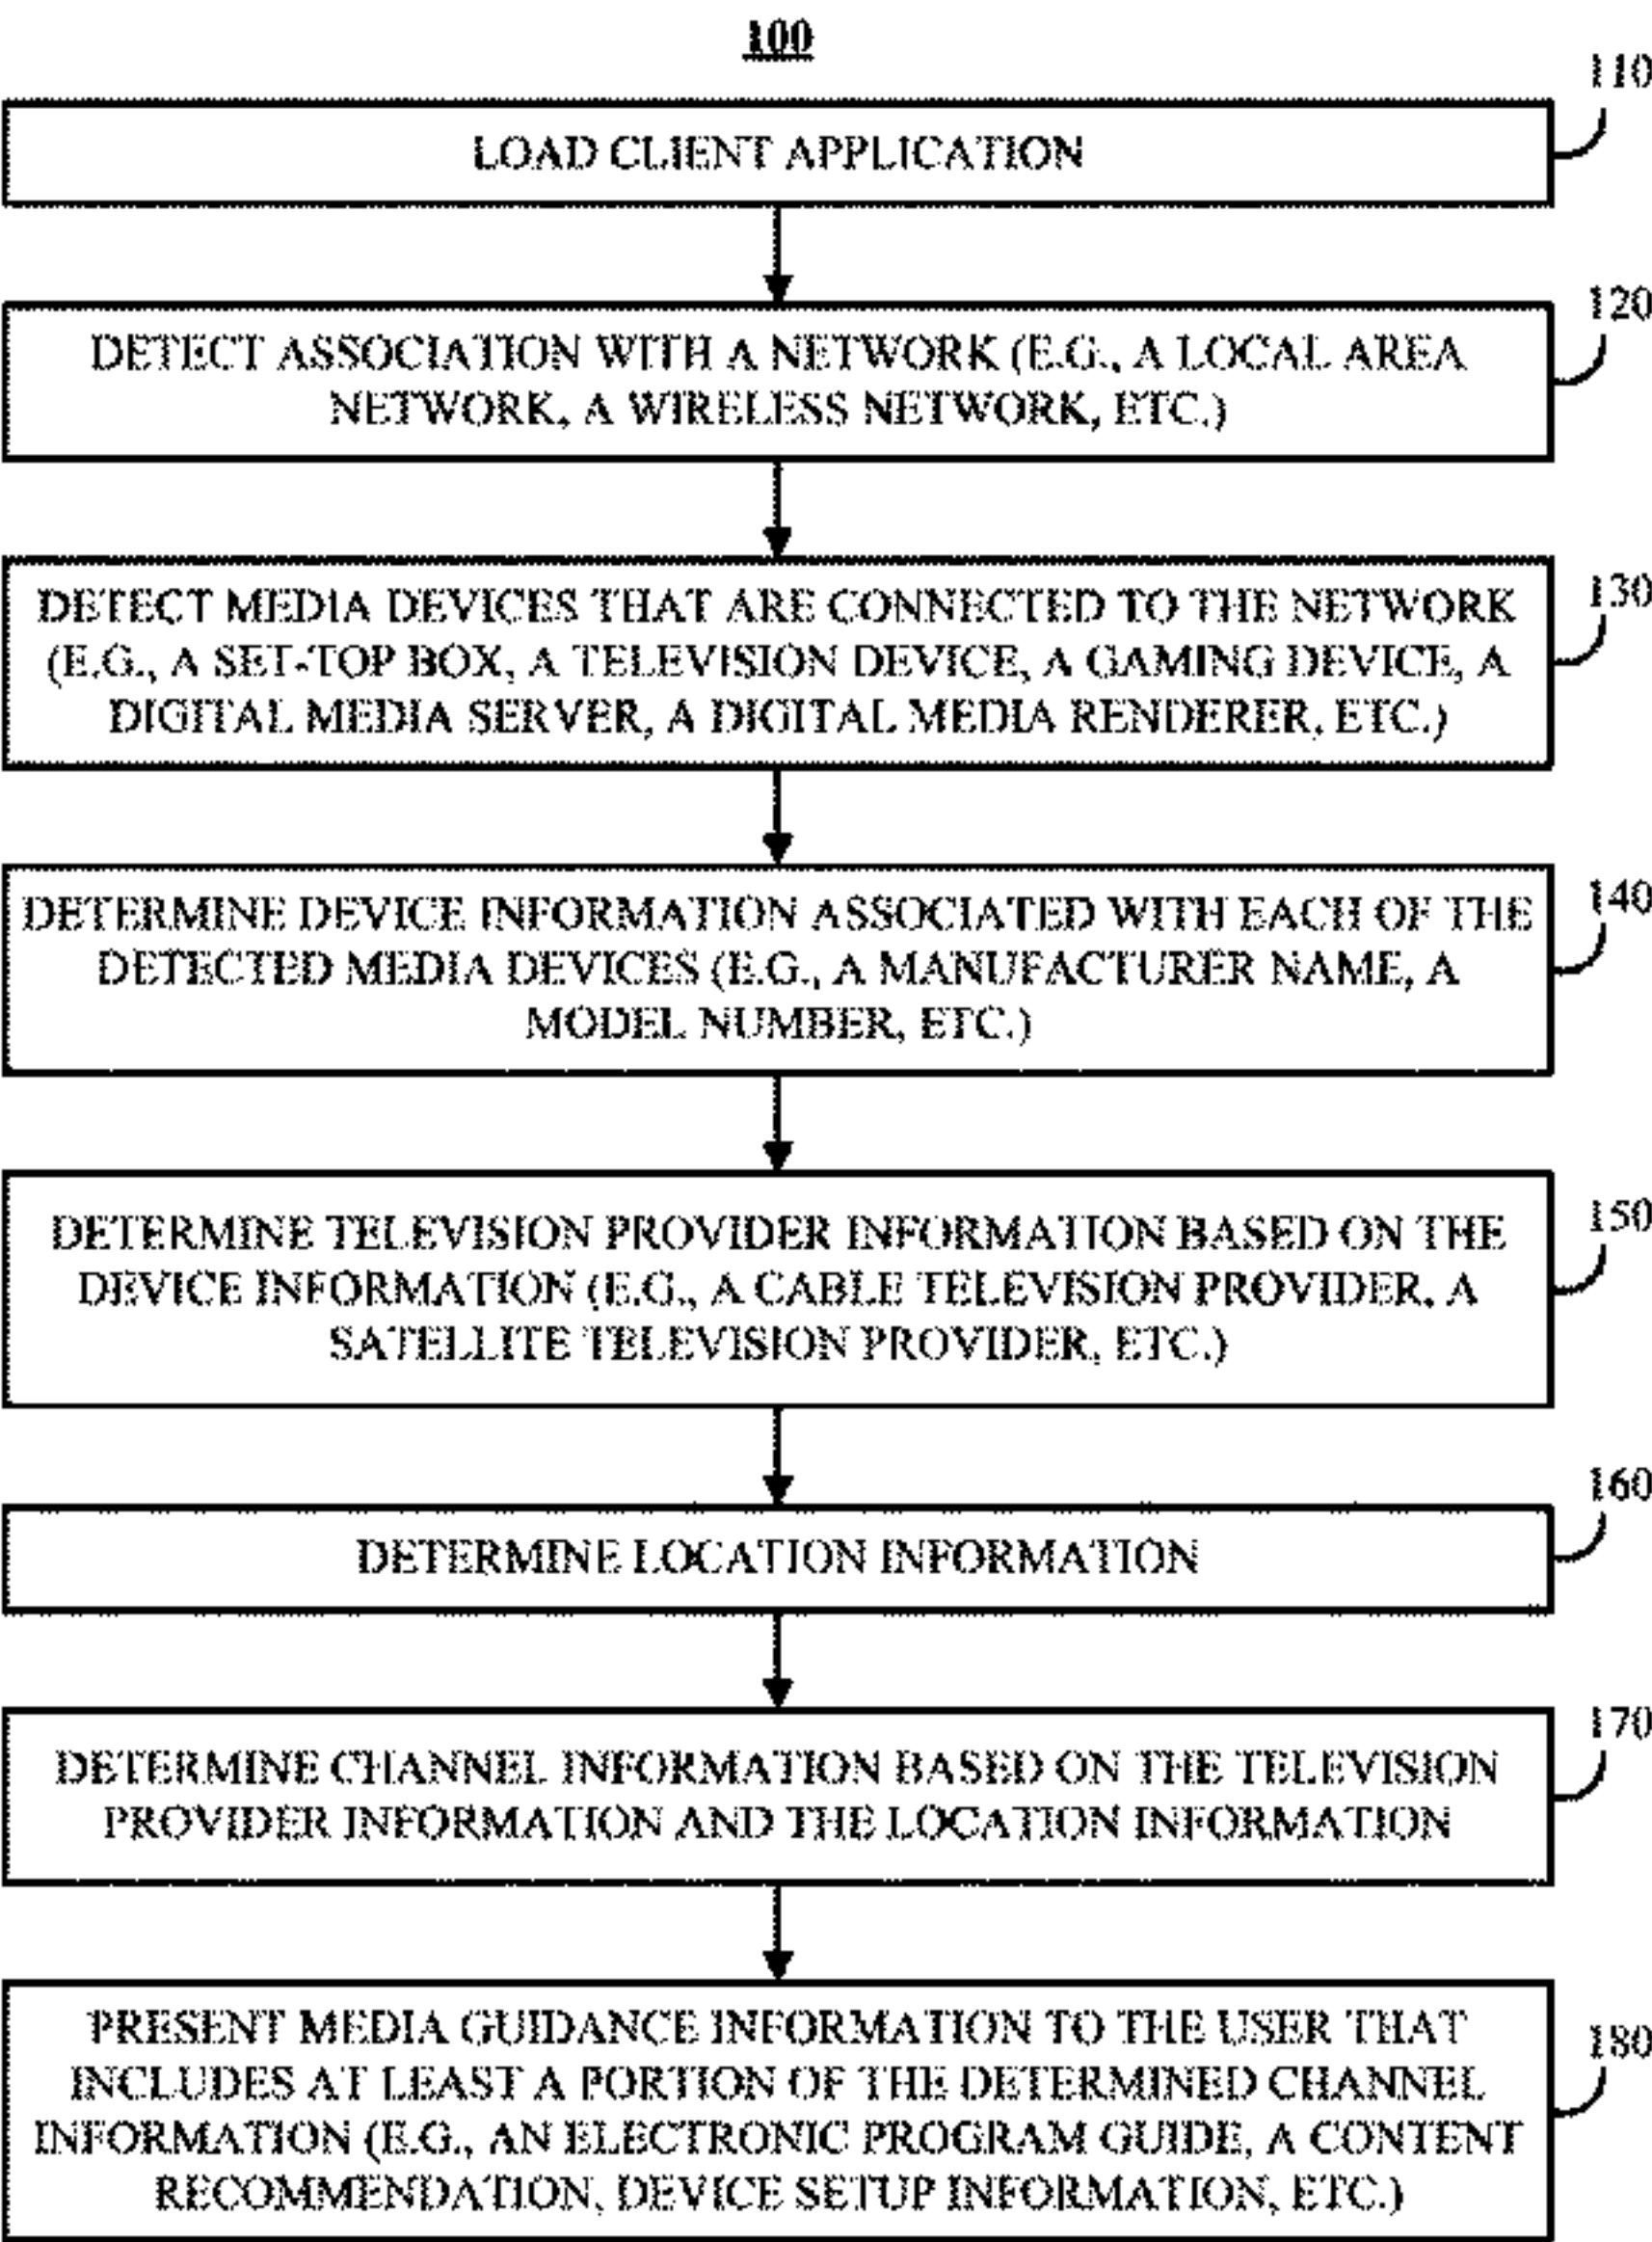 100
110
LOAD CLIENT APPLICATION
120
DETECT ASSOCIATION WITH A NETWORK (E.G., A LOCAL AREA
NETWORK, A WIRELESS NETWORK, ETC.)
130
DETECT MEDIA DEVICES THAT ARE CONNECTED TO THE NETWORK
(E.G., A SET-TOP BOX, A TELEVISION DEVICE, A GAMING DEVICE, A
DIGITAL MEDIA SERVER, A DIGITAL MEDIA RENDERER, ETC.)
140
DETERMINE DEVICE INFORMATION ASSOCIATED WITH EACH OF THE
DETECTED MEDIA DEVICES (E.G., A MANUFACTURER NAME, A
MODEL NUMBER, ETC.)
150
DETERMINE TELEVISION PROVIDER INFORMATION BASED ON THE
DEVICE INFORMATION (E.G., A CABLE TELEVISION PROVIDER, A
SATELLITE TELEVISION PROVIDER, ETC.)
160
DETERMINE LOCATION INFORMATION
170
DETERMINE CHANNEL INFORMATION BASED ON THE TELEVISION
PROVIDER INFORMATION AND THE LOCATION INFORMATION
180
PRESENT MEDIA GUIDANCE INFORMATION TO THE USER THAT
INCLUDES AT LEAST A PORTION OF THE DETERMINED CHANNEL
INFORMATION (E.G., AN ELECTRONIC PROGRAM GUIDE, A CONTENT
RECOMMENDATION, DEVICE SETUP INFORMATION, ETC.)